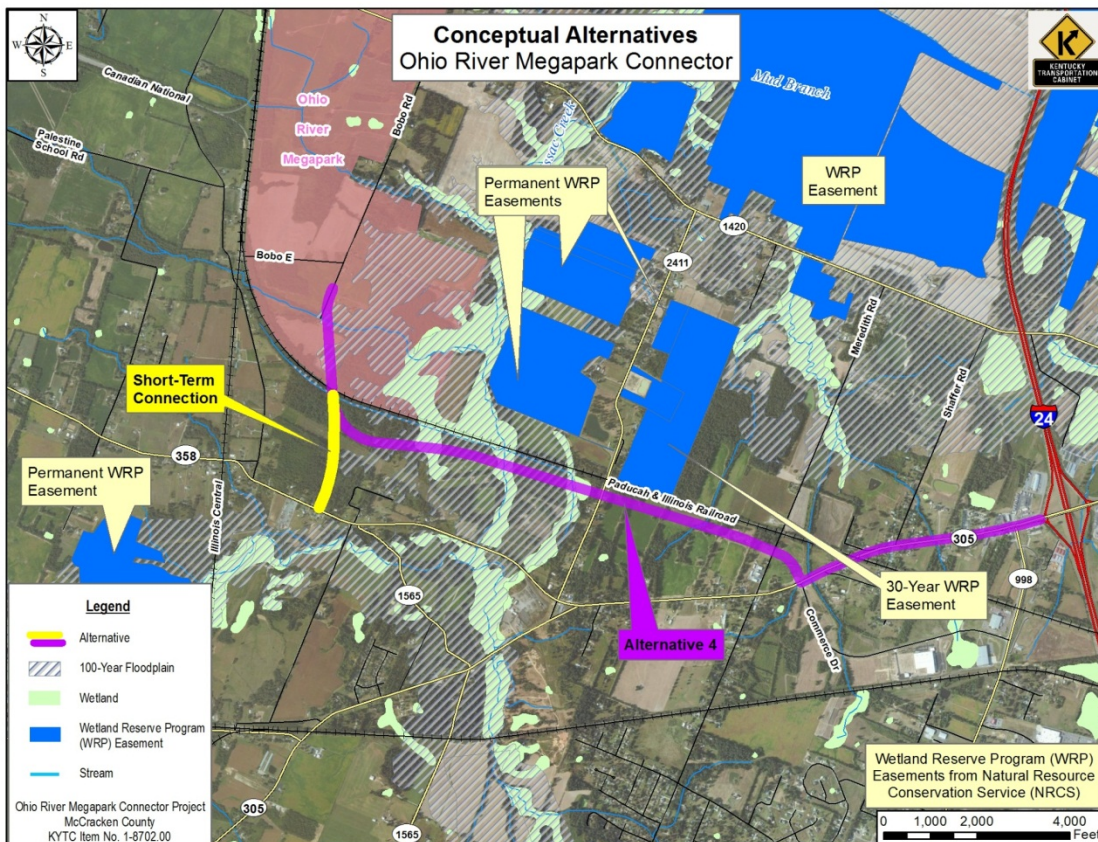 Conceptual Alternatives
Ohio River Megapark Connector
N
W E
S
KENTUCKY
TRANSPORTATION
CABINET
Canadian National
Palestine
School Rd
Ohio
River
Megapark
Bobo Rd
Bobo E
Mud Branch
Creek
Permanent WRP
Easements
WRP
Easement
1420
2411
Meredith Rd
Shaffer Rd
24
Short-Term
Connection
358
Permanent WRP
Easement
Illinois Central
Paducah & Illinois Railroad
305
998
30-Year WRP
Easement
1565
Alternative 4
Commerce Dr
305
1565
Legend
Alternative
100-Year Floodplain
Wetland
Wetland Reserve Program
(WRP) Easement
Stream
Ohio River Megapark Connector Project
McCracken County
KYTC Item No. 1-8702.00
Wetland Reserve Program (WRP)
Easements from Natural Resource
Conservation Service (NRCS)
0 1,000 2,000 4,000
Feet